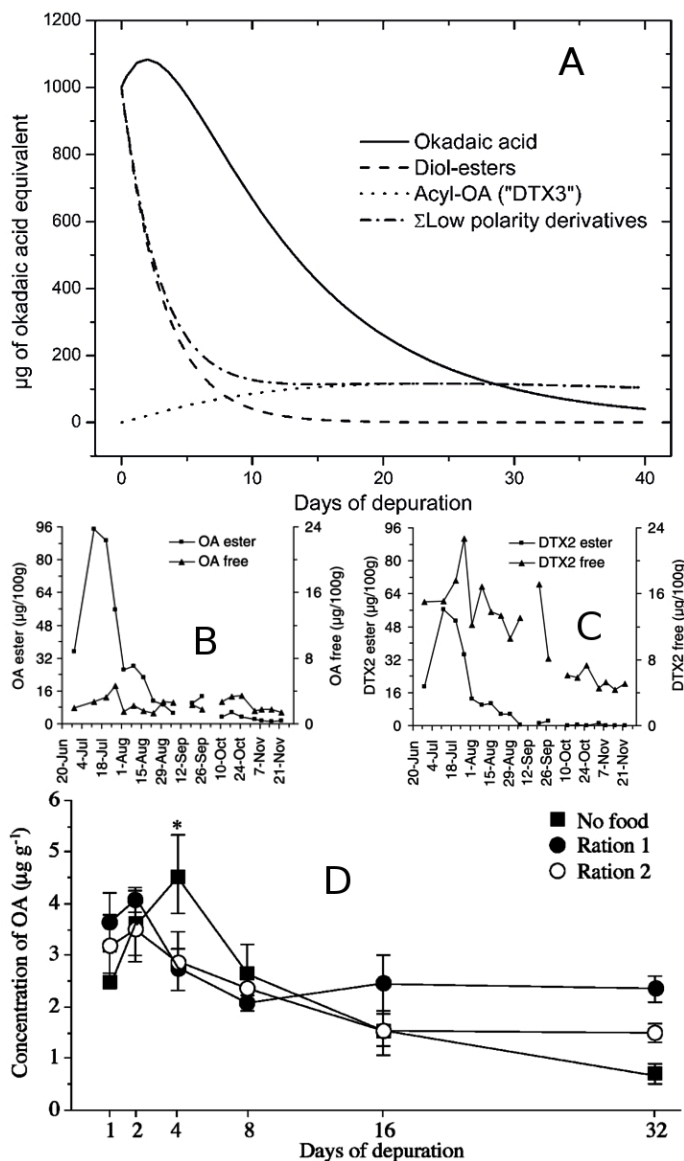 A
µg of okadaic acid equivalent
1200
1000
800
600
400
200
0
Okadaic acid
Diol-esters
Acyl-OA ("DTX3")
ΣLow polarity derivatives
0
10
20
30
40
Days of depuration
B
OA ester (µg/100g)
96
80
64
48
32
16
0
OA ester
OA free
24
20
16
12
8
4
0
OA free (µg/100g)
20-Jun
4-Jul
18-Jul
1-Aug
15-Aug
29-Aug
12-Sep
26-Sep
10-Oct
24-Oct
7-Nov
21-Nov
C
DTX2 ester (µg/100g)
96
80
64
48
32
16
0
DTX2 ester
DTX2 free
24
20
16
12
8
4
0
DTX2 free (µg/100g)
20-Jun
4-Jul
18-Jul
1-Aug
15-Aug
29-Aug
12-Sep
26-Sep
10-Oct
24-Oct
7-Nov
21-Nov
D
Concentration of OA (µg g⁻¹)
6
5
4
3
2
1
0
*
No food
Ration 1
Ration 2
1
2
4
8
16
32
Days of depuration